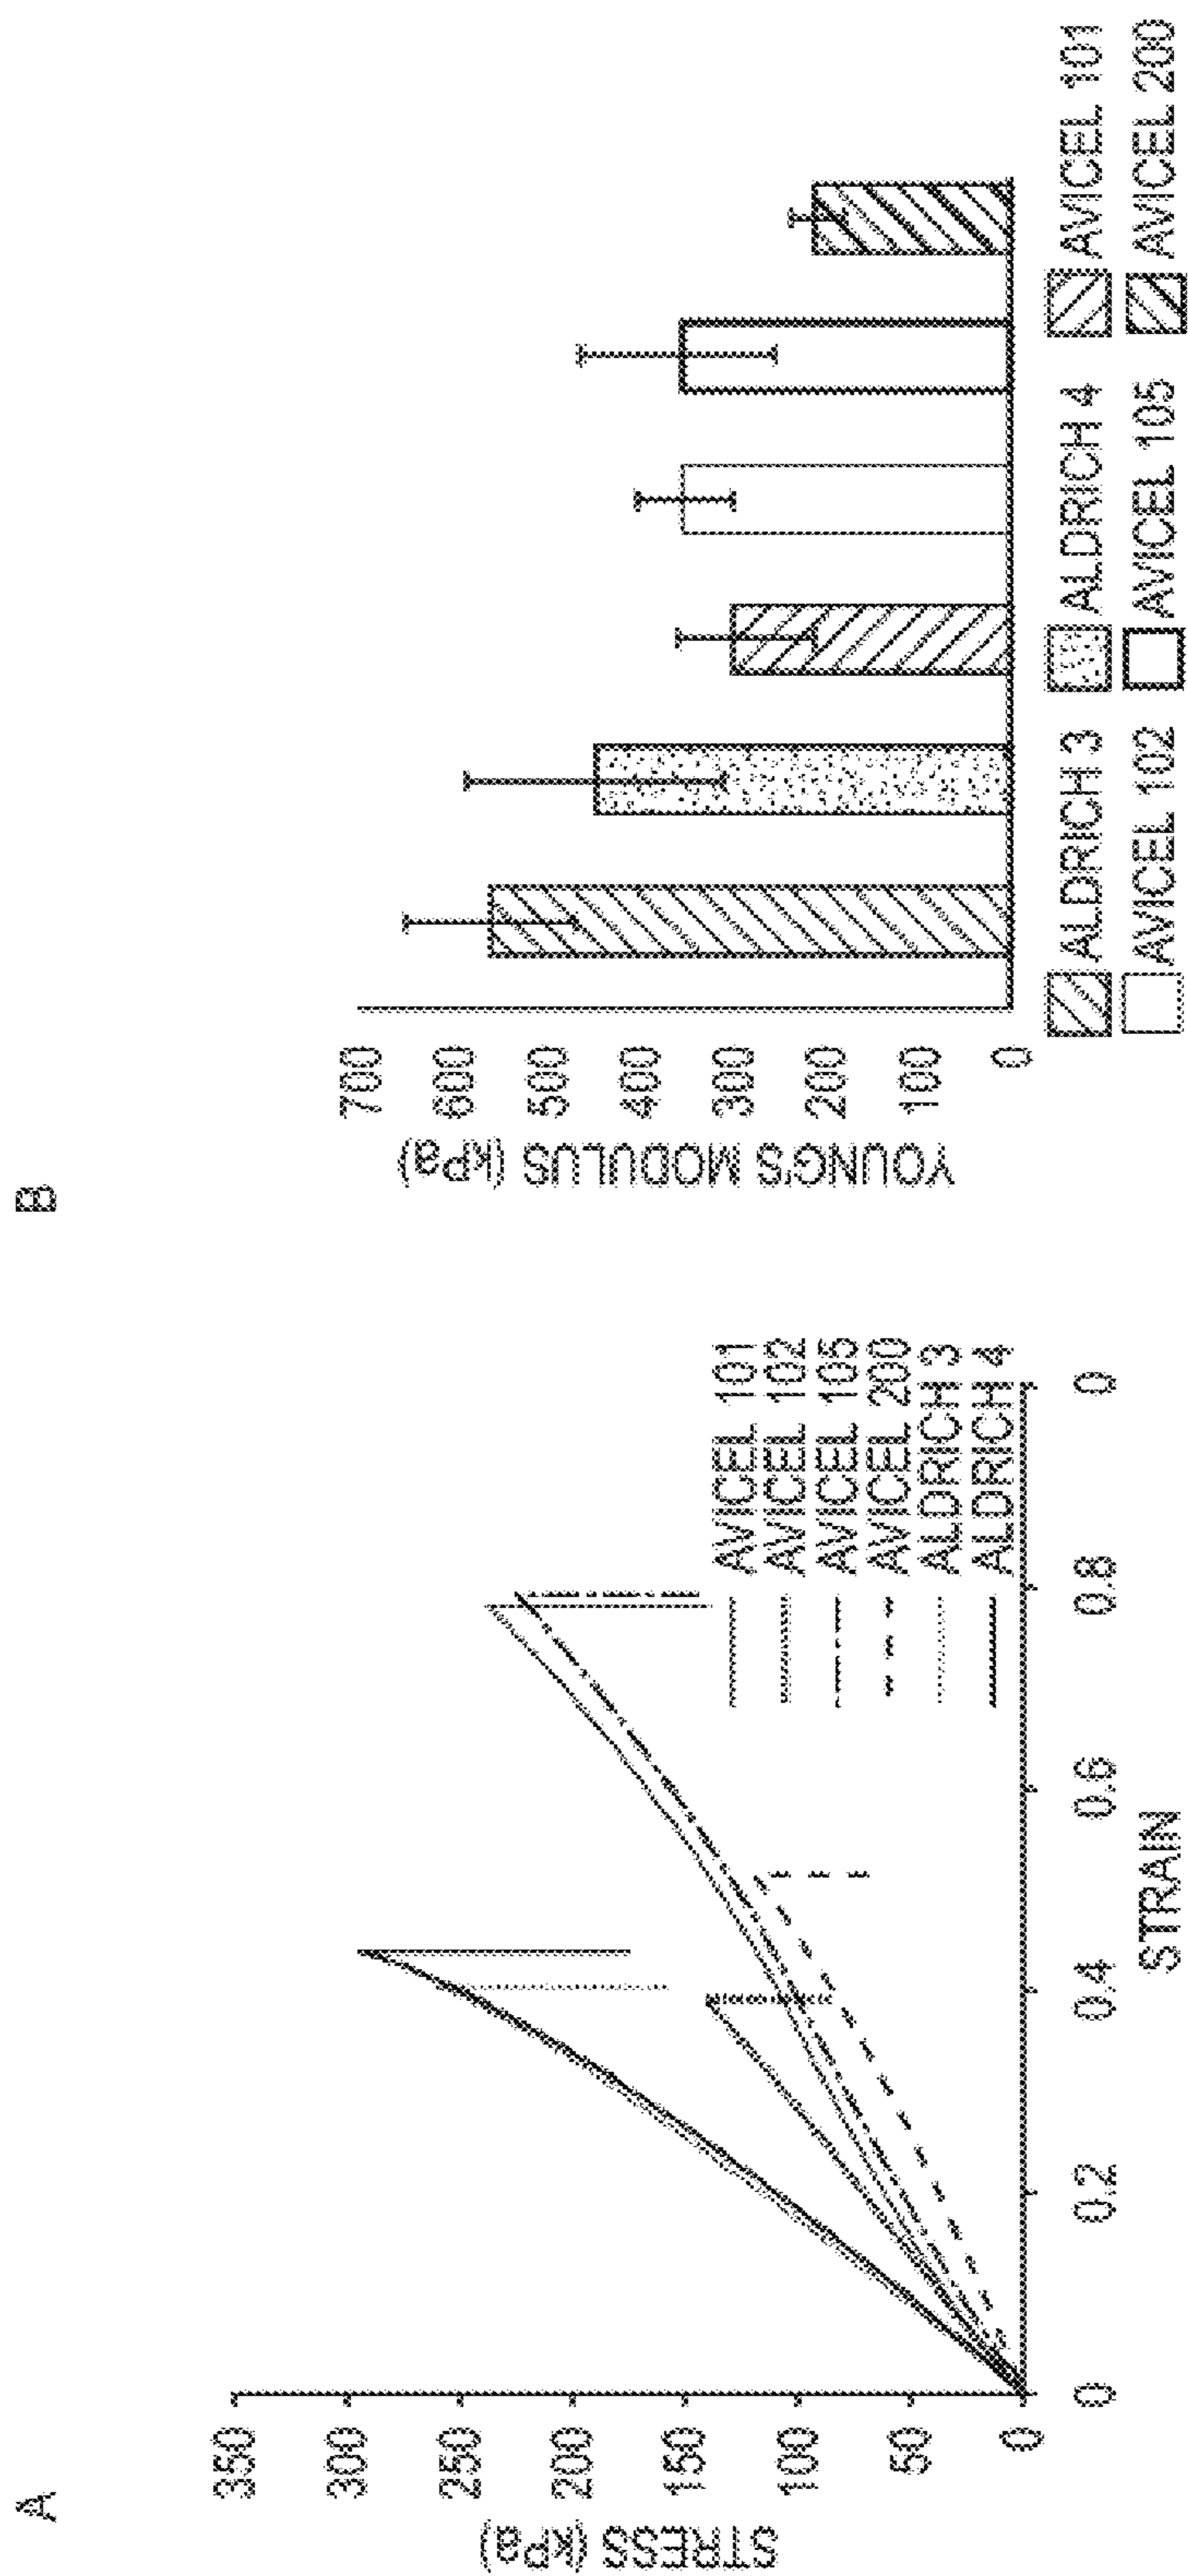 A
STRESS (kPa)
350
300
250
200
150
100
50
0
0
0.2
0.4
0.6
0.8
0
STRAIN
AVICEL 101
AVICEL 102
AVICEL 105
AVICEL 200
ALDRICH 3
ALDRICH 4
B
YOUNG'S MODULUS (kPa)
700
600
500
400
300
200
100
0
ALDRICH 3 ALDRICH 4 AVICEL 101
AVICEL 102 AVICEL 105 AVICEL 200